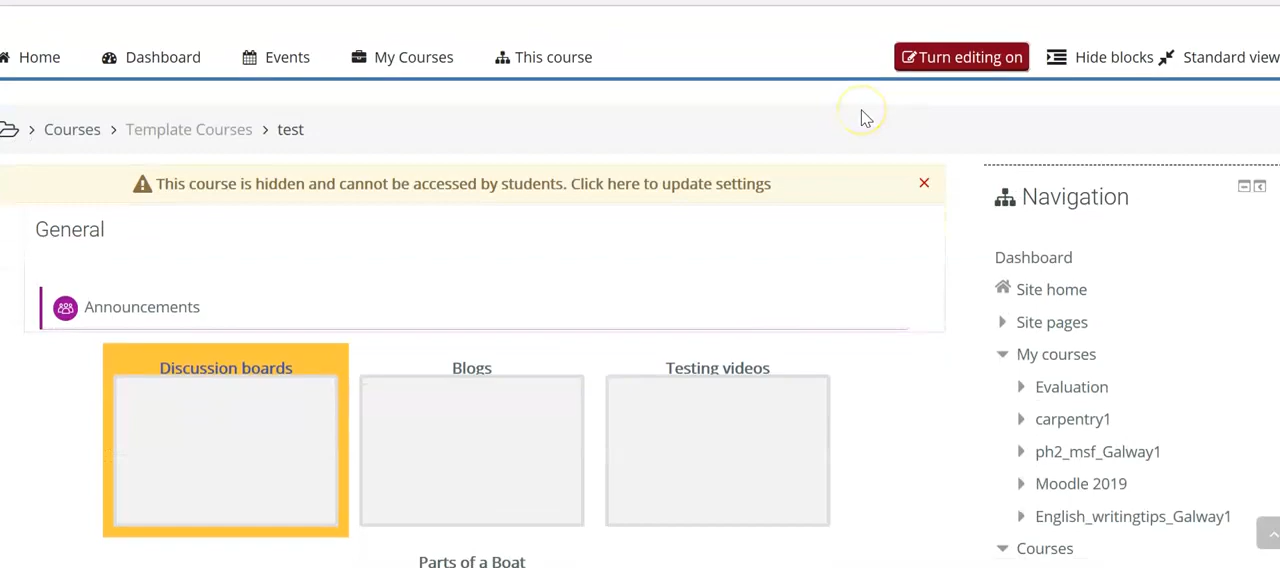 Home Dashboard Events My Courses This course Turn editing on Hide blocks Standard view
Courses Template Courses test
This course is hidden and cannot be accessed by students. Click here to update settings
Navigation
General
Dashboard
Site home
Announcements
Site pages
My courses
Discussion boards Blogs Testing videos
Evaluation
carpentry1
ph2_msf_Galway1
Moodle 2019
English_writingtips_Galway1
Courses
Parts of a Boat